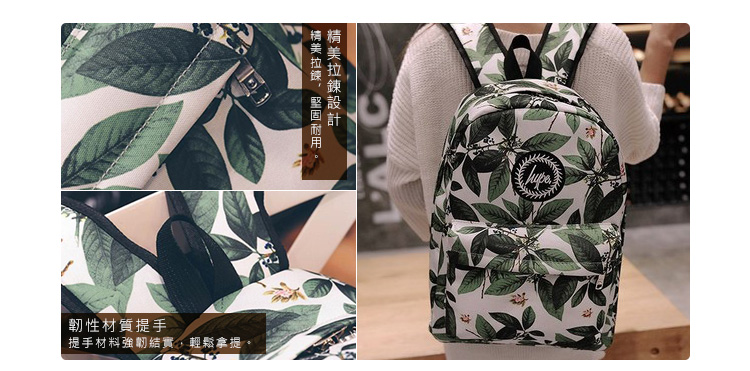 精美拉鍊設計
精美拉鍊，堅固耐用。
韌性材質提手
提手材料強韌結實，輕鬆拿提。
hype.